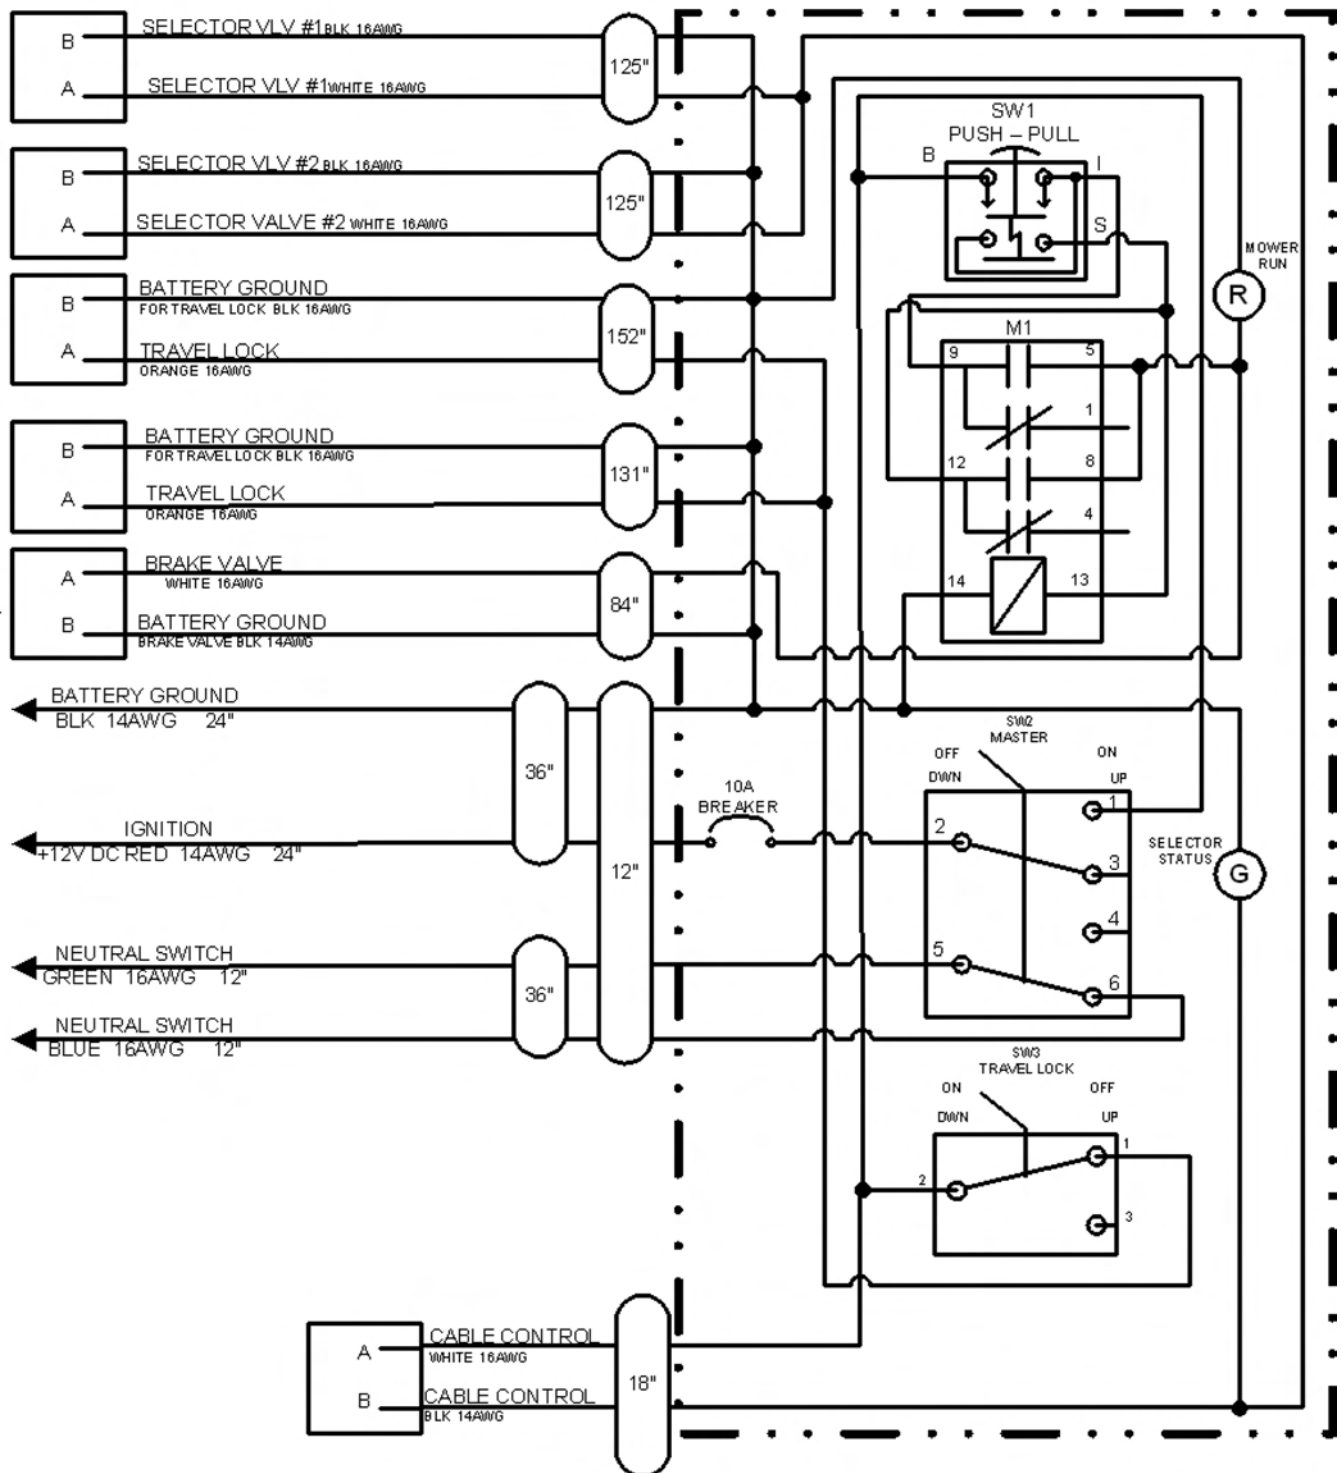 B
SELECTOR VLV #1 BLK 16AWG
A
SELECTOR VLV #1 WHITE 16AWG
125"
B
SELECTOR VLV #2 BLK 16AWG
A
SELECTOR VALVE #2 WHITE 16AWG
125"
B
BATTERY GROUND
FOR TRAVEL LOCK BLK 16AWG
A
TRAVEL LOCK
ORANGE 16AWG
152"
B
BATTERY GROUND
FOR TRAVEL LOCK BLK 16AWG
A
TRAVEL LOCK
ORANGE 16AWG
131"
A
BRAKE VALVE
WHITE 16AWG
B
BATTERY GROUND
BRAKE VALVE BLK 14AWG
84"
BATTERY GROUND
BLK 14AWG 24"
IGNITION
+12V DC RED 14AWG 24"
36"
NEUTRAL SWITCH
GREEN 16AWG 12"
NEUTRAL SWITCH
BLUE 16AWG 12"
36"
12"
A
CABLE CONTROL
WHITE 16AWG
B
CABLE CONTROL
BLK 14AWG
18"
SW1
PUSH – PULL
B
I
S
MOWER
RUN
R
M1
9
5
1
12
8
4
14
13
10A
BREAKER
SW2
MASTER
OFF
ON
DWN
UP
1
2
3
4
5
6
SELECTOR
STATUS
G
SW3
TRAVEL LOCK
ON
OFF
DWN
UP
1
2
3